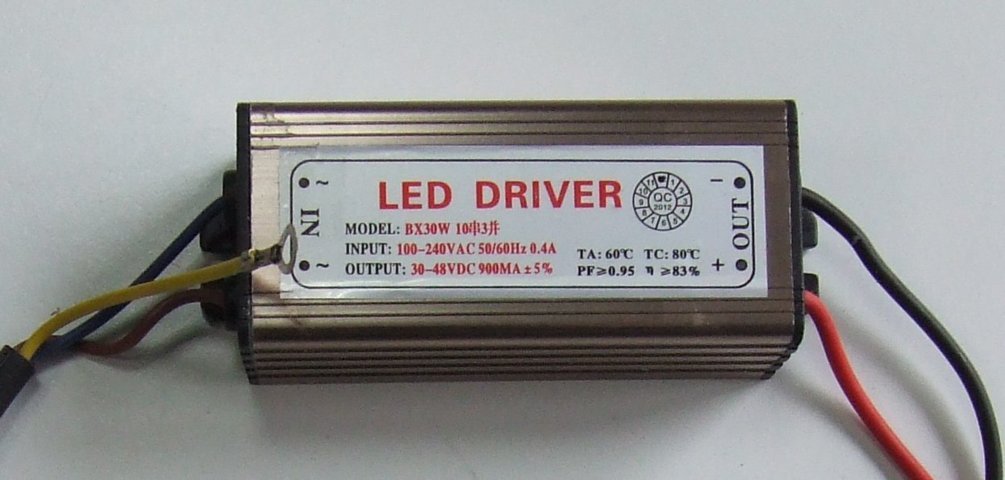 LED DRIVER
MODEL: BX30W 10串3并
INPUT: 100-240VAC 50/60Hz 0.4A
OUTPUT: 30-48VDC 900MA ± 5%
TA: 60℃ TC: 80℃
PF≥0.95 η ≥83%
IN
~
~
QC
2012
OUT
−
+